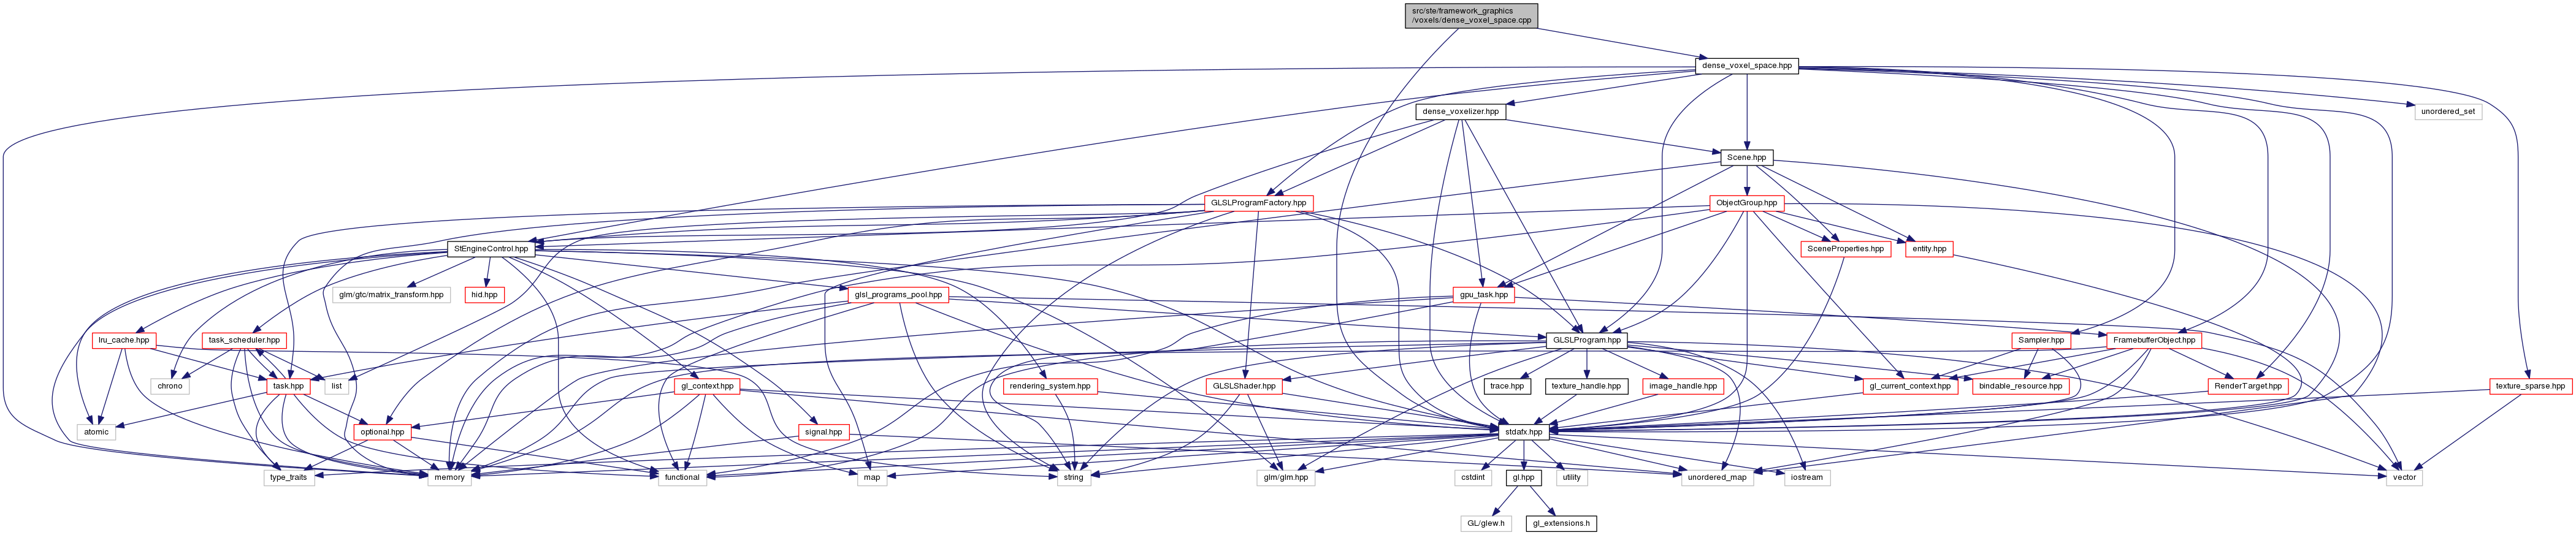 src/ste/framework_graphics
/voxels/dense_voxel_space.cpp
dense_voxel_space.hpp
dense_voxelizer.hpp
unordered_set
Scene.hpp
GLSLProgramFactory.hpp
ObjectGroup.hpp
StEngineControl.hpp
SceneProperties.hpp
entity.hpp
glm/gtc/matrix_transform.hpp
hid.hpp
glsl_programs_pool.hpp
gpu_task.hpp
lru_cache.hpp
task_scheduler.hpp
GLSLProgram.hpp
Sampler.hpp
FramebufferObject.hpp
chrono
task.hpp
list
gl_context.hpp
rendering_system.hpp
GLSLShader.hpp
trace.hpp
texture_handle.hpp
image_handle.hpp
gl_current_context.hpp
bindable_resource.hpp
RenderTarget.hpp
texture_sparse.hpp
atomic
optional.hpp
signal.hpp
stdafx.hpp
type_traits
memory
functional
map
string
glm/glm.hpp
cstdint
gl.hpp
utility
unordered_map
iostream
vector
GL/glew.h
gl_extensions.h